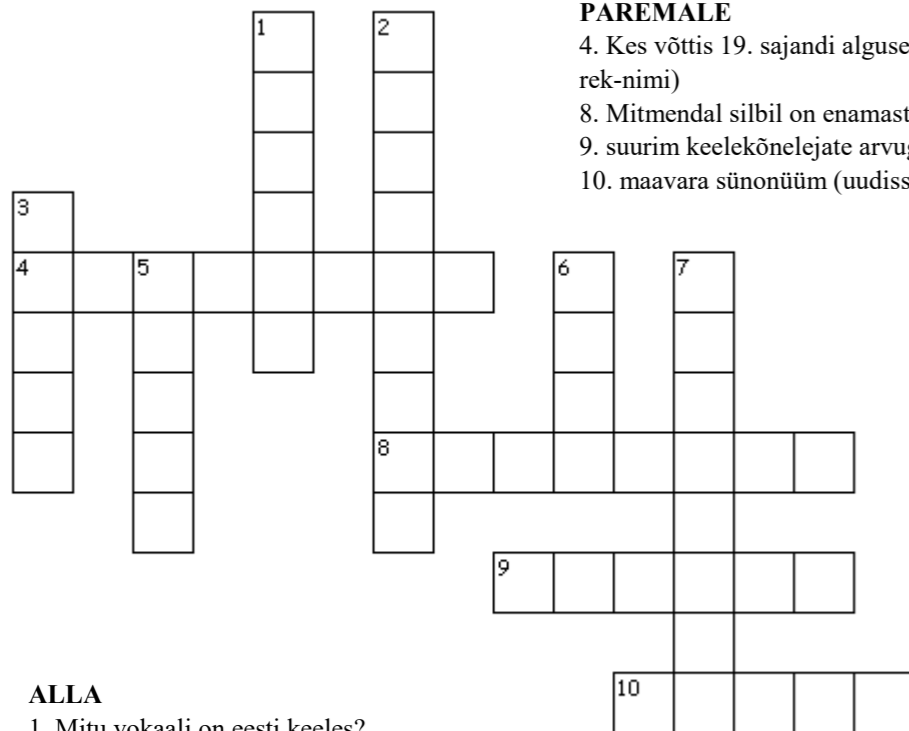 1
2
PAREMALE
4. Kes võttis 19. sajandi alguse
rek-nimi)
8. Mitmendal silbil on enamast
9. suurim keelekõnelejate arvug
10. maavara sünonüüm (uudiss
3
4
5
6
7
8
9
10
ALLA
1. Mitu vokaali on eesti keeles?